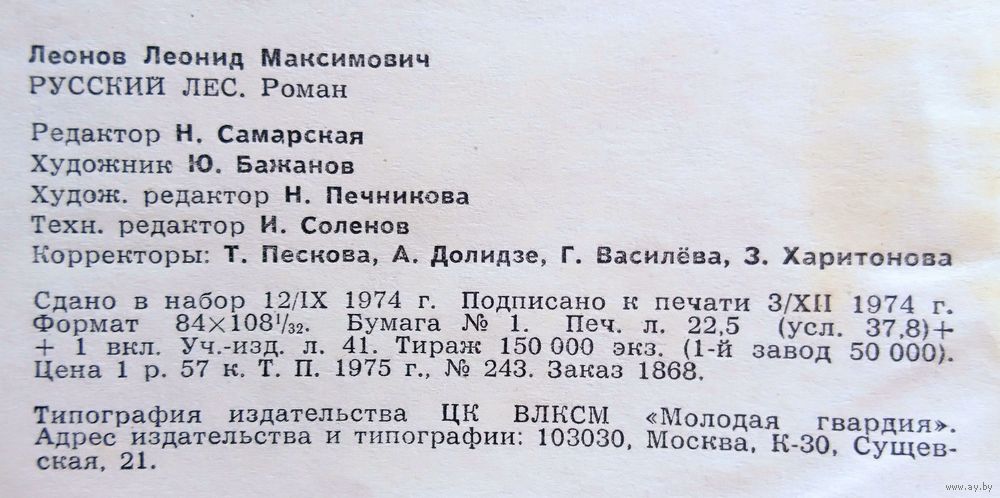 Леонов Леонид Максимович
РУССКИЙ ЛЕС. Роман
Редактор Н. Самарская
Художник Ю. Бажанов
Худож. редактор Н. Печникова
Техн. редактор И. Соленов
Корректоры: Т. Пескова, А. Долидзе, Г. Василёва, З. Харитонова
Сдано в набор 12/IX 1974 г. Подписано к печати 3/XII 1974 г.
Формат 84×108¹/₃₂. Бумага № 1. Печ. л. 22,5 (усл. 37,8)+
+ 1 вкл. Уч.-изд. л. 41. Тираж 150 000 экз. (1-й завод 50 000).
Цена 1 р. 57 к. Т. П. 1975 г., № 243. Заказ 1868.
Типография издательства ЦК ВЛКСМ «Молодая гвардия».
Адрес издательства и типографии: 103030, Москва, К-30, Сущев-
ская, 21.
www.ay.by